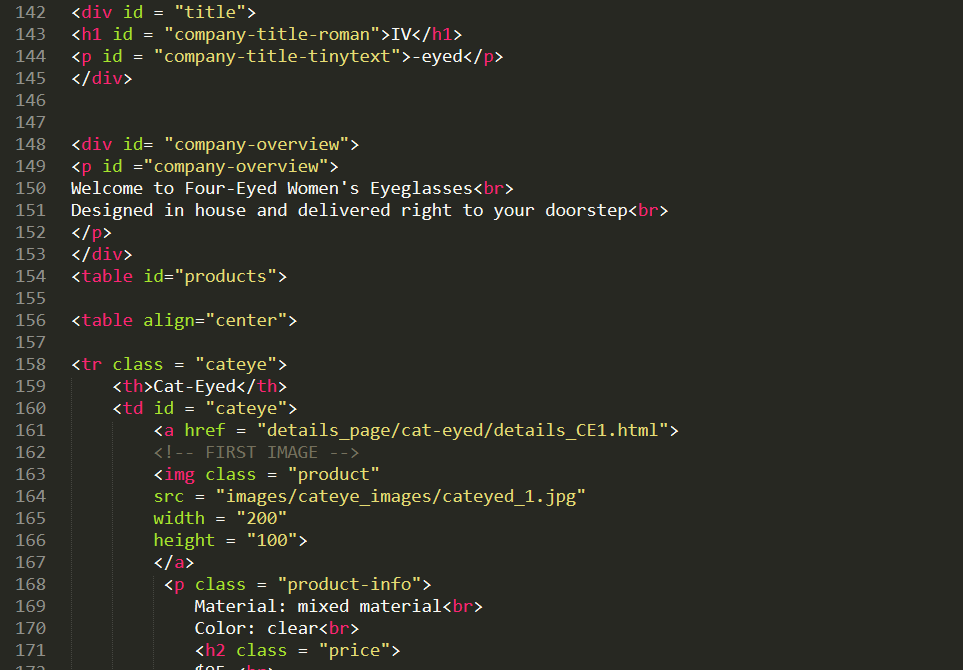 142 <div id = "title">
143 <h1 id = "company-title-roman">IV</h1>
144 <p id = "company-title-tinytext">-eyed</p>
145 </div>
146
147
148 <div id= "company-overview">
149 <p id ="company-overview">
150 Welcome to Four-Eyed Women's Eyeglasses<br>
151 Designed in house and delivered right to your doorstep<br>
152 </p>
153 </div>
154 <table id="products">
155
156 <table align="center">
157
158 <tr class = "cateye">
159     <th>Cat-Eyed</th>
160     <td id = "cateye">
161         <a href = "details_page/cat-eyed/details_CE1.html">
162         <!-- FIRST IMAGE -->
163         <img class = "product"
164         src = "images/cateye_images/cateyed_1.jpg"
165         width = "200"
166         height = "100">
167         </a>
168          <p class = "product-info">
169             Material: mixed material<br>
170             Color: clear<br>
171             <h2 class = "price">